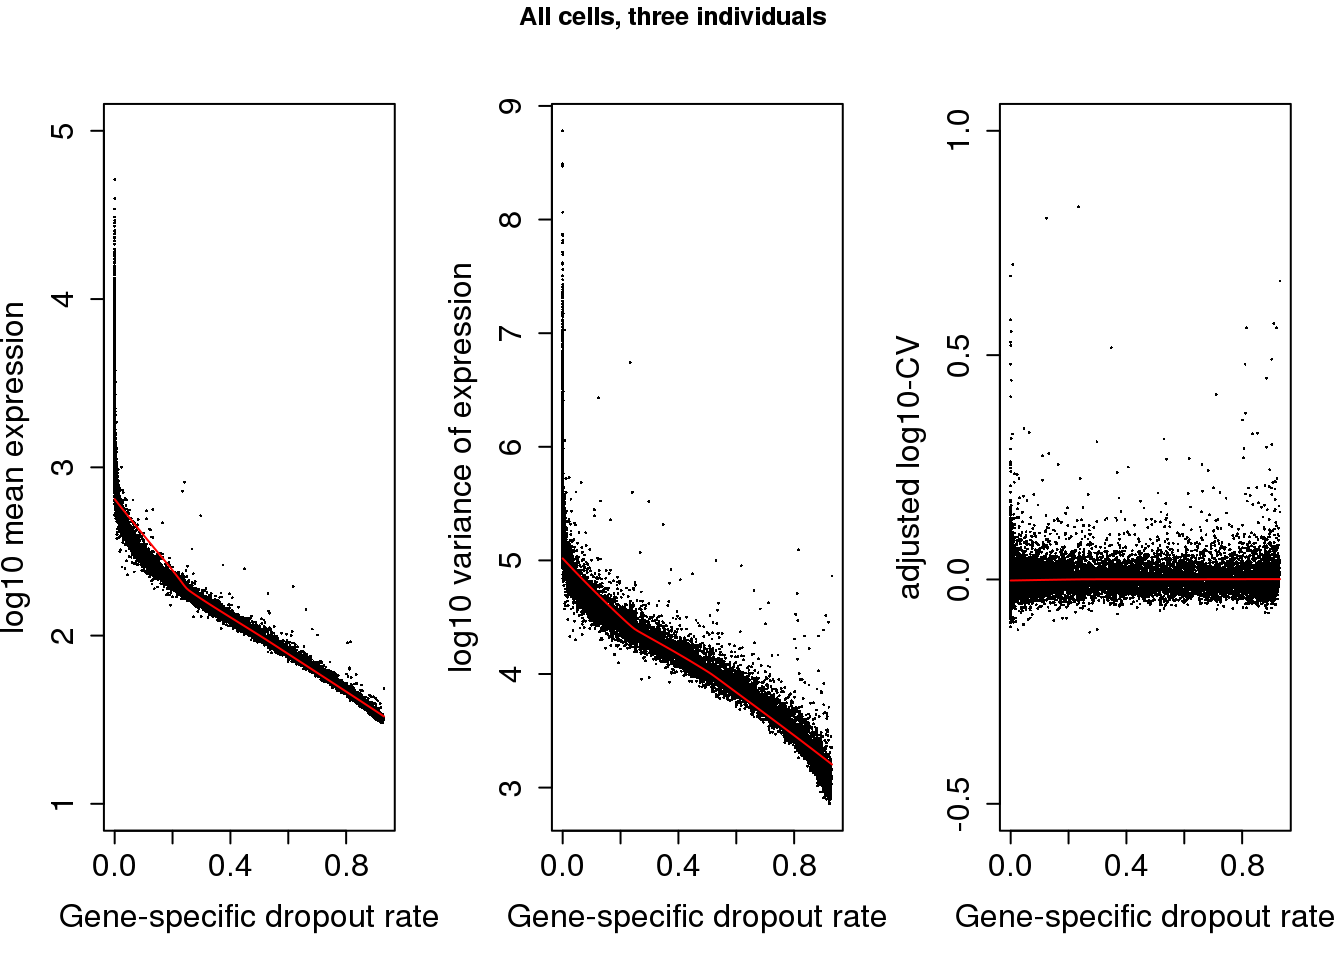 All cells, three individuals
log10 mean expression
5
4
3
2
1
0.0 0.4 0.8
Gene-specific dropout rate
log10 variance of expression
9
8
7
6
5
4
3
0.0 0.4 0.8
Gene-specific dropout rate
adjusted log10-CV
1.0
0.5
0.0
-0.5
0.0 0.4 0.8
Gene-specific dropout rate